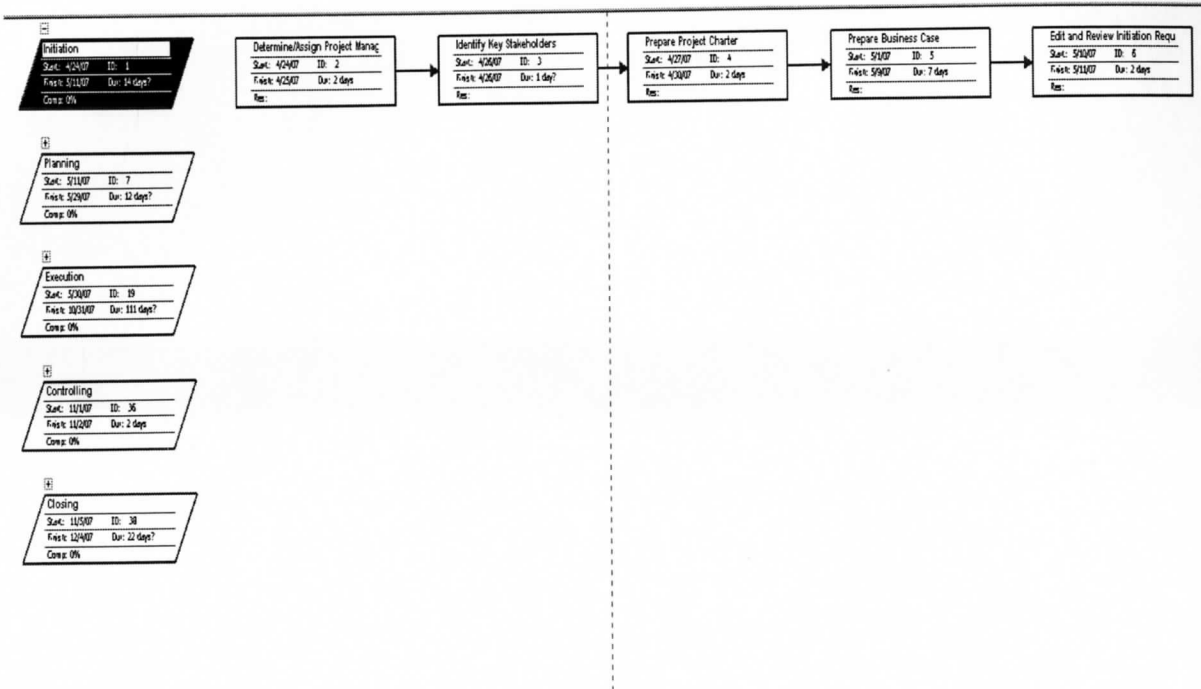 Initiation
Start: 4/24/07 ID: 1
Finish: 5/11/07 Dur: 14 days?
Comp: 0%
Determine/Assign Project Manag
Start: 4/24/07 ID: 2
Finish: 4/25/07 Dur: 2 days
Res:
Identify Key Stakeholders
Start: 4/26/07 ID: 3
Finish: 4/26/07 Dur: 1 day?
Res:
Prepare Project Charter
Start: 4/27/07 ID: 4
Finish: 4/30/07 Dur: 2 days
Res:
Prepare Business Case
Start: 5/1/07 ID: 5
Finish: 5/9/07 Dur: 7 days
Res:
Edit and Review Initiation Requ
Start: 5/10/07 ID: 6
Finish: 5/11/07 Dur: 2 days
Res:
Planning
Start: 5/11/07 ID: 7
Finish: 5/29/07 Dur: 12 days?
Comp: 0%
Execution
Start: 5/30/07 ID: 19
Finish: 10/31/07 Dur: 111 days?
Comp: 0%
Controlling
Start: 11/1/07 ID: 36
Finish: 11/2/07 Dur: 2 days
Comp: 0%
Closing
Start: 11/5/07 ID: 38
Finish: 12/4/07 Dur: 22 days?
Comp: 0%